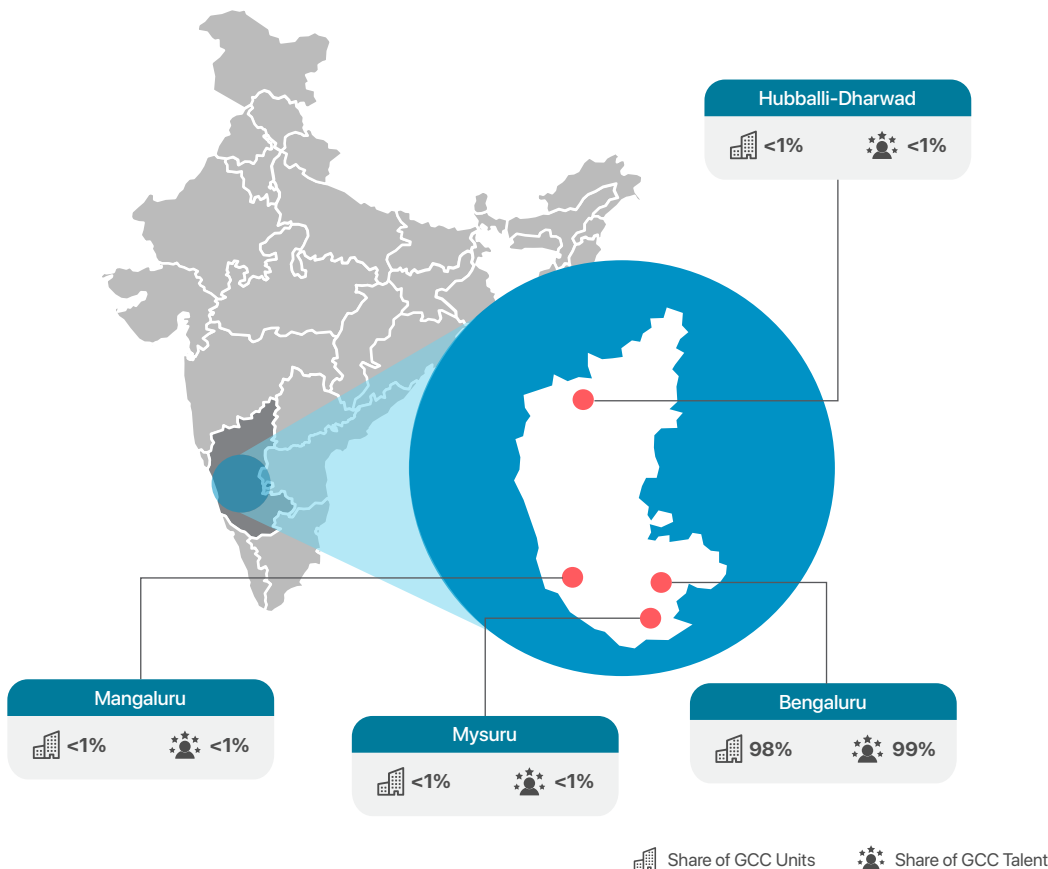 Hubballi-Dharwad
<1% <1%
Mangaluru
<1% <1%
Mysuru
<1% <1%
Bengaluru
98% 99%
Share of GCC Units Share of GCC Talent